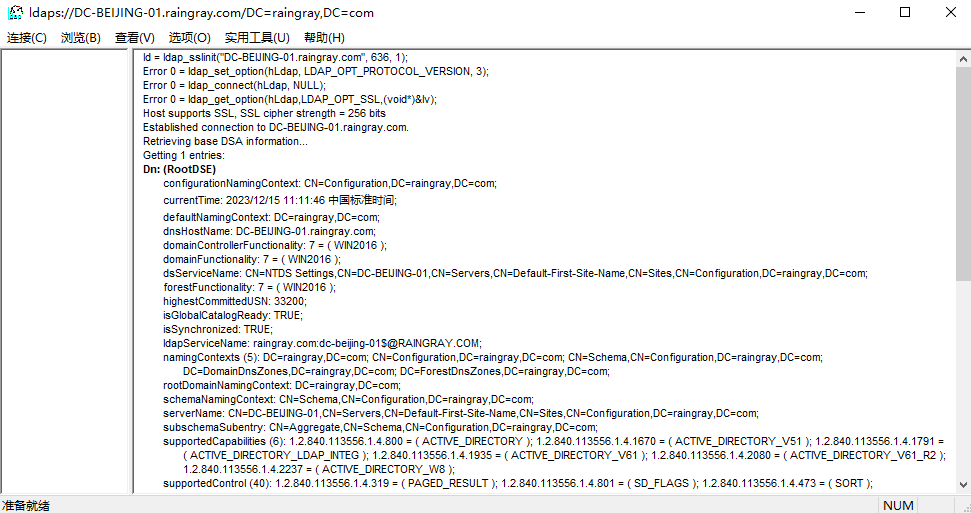 ldaps://DC-BEIJING-01.raingray.com/DC=raingray,DC=com
连接(C) 浏览(B) 查看(V) 选项(O) 实用工具(U) 帮助(H)
ld = ldap_sslinit("DC-BEIJING-01.raingray.com", 636, 1);
Error 0 = ldap_set_option(hLdap, LDAP_OPT_PROTOCOL_VERSION, 3);
Error 0 = ldap_connect(hLdap, NULL);
Error 0 = ldap_get_option(hLdap,LDAP_OPT_SSL,(void*)&lv);
Host supports SSL, SSL cipher strength = 256 bits
Established connection to DC-BEIJING-01.raingray.com.
Retrieving base DSA information...
Getting 1 entries:
Dn: (RootDSE)
configurationNamingContext: CN=Configuration,DC=raingray,DC=com;
currentTime: 2023/12/15 11:11:46 中国标准时间;
defaultNamingContext: DC=raingray,DC=com;
dnsHostName: DC-BEIJING-01.raingray.com;
domainControllerFunctionality: 7 = ( WIN2016 );
domainFunctionality: 7 = ( WIN2016 );
dsServiceName: CN=NTDS Settings,CN=DC-BEIJING-01,CN=Servers,CN=Default-First-Site-Name,CN=Sites,CN=Configuration,DC=raingray,DC=com;
forestFunctionality: 7 = ( WIN2016 );
highestCommittedUSN: 33200;
isGlobalCatalogReady: TRUE;
isSynchronized: TRUE;
ldapServiceName: raingray.com:dc-beijing-01$@RAINGRAY.COM;
namingContexts (5): DC=raingray,DC=com; CN=Configuration,DC=raingray,DC=com; CN=Schema,CN=Configuration,DC=raingray,DC=com;
DC=DomainDnsZones,DC=raingray,DC=com; DC=ForestDnsZones,DC=raingray,DC=com;
rootDomainNamingContext: DC=raingray,DC=com;
schemaNamingContext: CN=Schema,CN=Configuration,DC=raingray,DC=com;
serverName: CN=DC-BEIJING-01,CN=Servers,CN=Default-First-Site-Name,CN=Sites,CN=Configuration,DC=raingray,DC=com;
subschemaSubentry: CN=Aggregate,CN=Schema,CN=Configuration,DC=raingray,DC=com;
supportedCapabilities (6): 1.2.840.113556.1.4.800 = ( ACTIVE_DIRECTORY ); 1.2.840.113556.1.4.1670 = ( ACTIVE_DIRECTORY_V51 ); 1.2.840.113556.1.4.1791 =
( ACTIVE_DIRECTORY_LDAP_INTEG ); 1.2.840.113556.1.4.1935 = ( ACTIVE_DIRECTORY_V61 ); 1.2.840.113556.1.4.2080 = ( ACTIVE_DIRECTORY_V61_R2 );
1.2.840.113556.1.4.2237 = ( ACTIVE_DIRECTORY_W8 );
supportedControl (40): 1.2.840.113556.1.4.319 = ( PAGED_RESULT ); 1.2.840.113556.1.4.801 = ( SD_FLAGS ); 1.2.840.113556.1.4.473 = ( SORT );
准备就绪 NUM